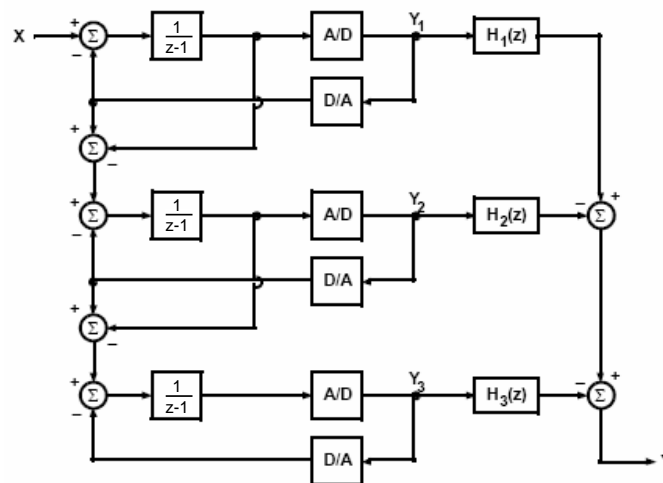 Y₁
X + Σ 1/z-1 A/D H₁(z)
−
D/A
+ +
Σ −
Y₂
+ Σ 1/z-1 A/D H₂(z) − Σ
−
D/A
+ +
Σ −
Y₃
+ Σ 1/z-1 A/D H₃(z) − Σ
−
D/A